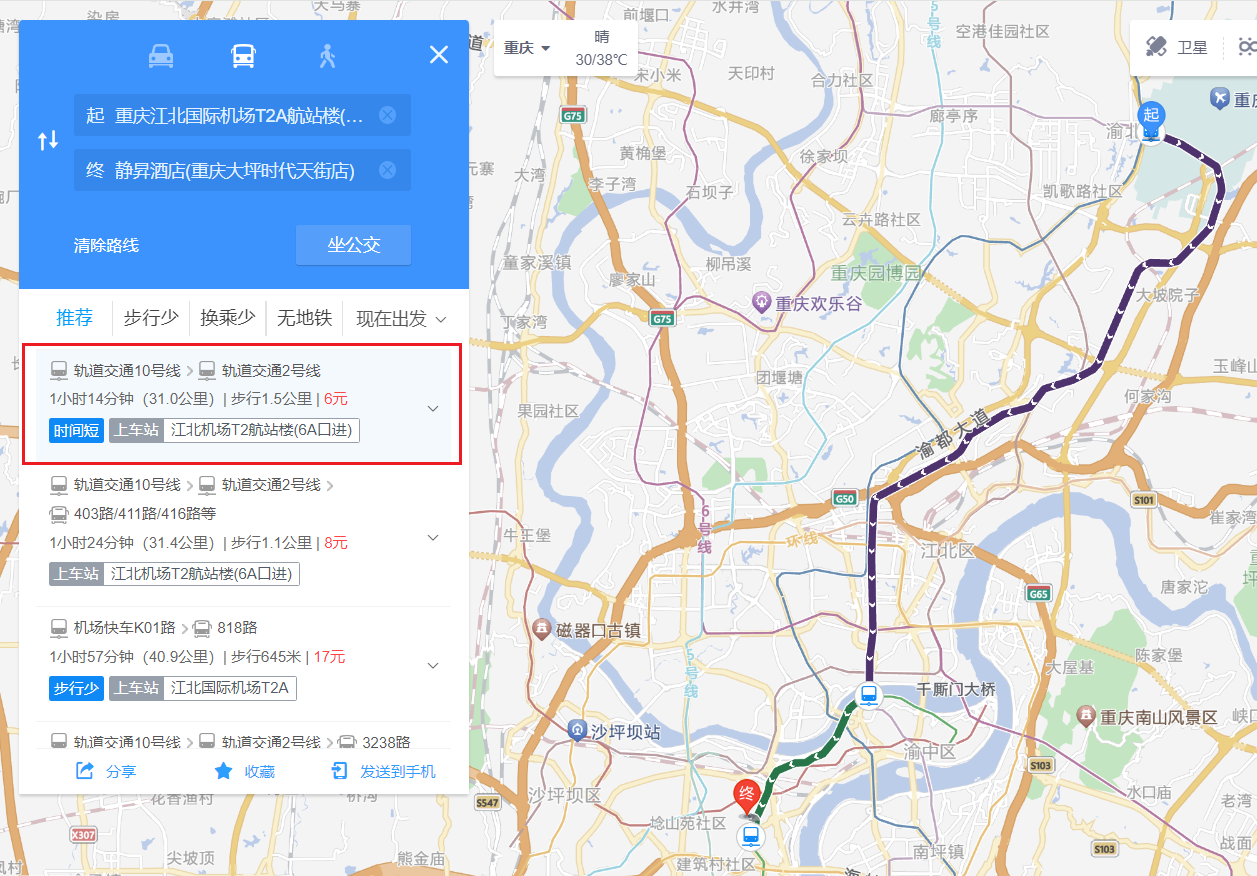 起 重庆江北国际机场T2A航站楼(...
终 静昇酒店(重庆大坪时代天街店)
清除路线
坐公交
推荐
步行少
换乘少
无地铁
现在出发
轨道交通10号线 > 轨道交通2号线
1小时14分钟（31.0公里）| 步行1.5公里 | 6元
时间短 上车站 江北机场T2航站楼(6A口进)
轨道交通10号线 > 轨道交通2号线 >
403路/411路/416路等
1小时24分钟（31.4公里）| 步行1.1公里 | 8元
上车站 江北机场T2航站楼(6A口进)
机场快车K01路 > 818路
1小时57分钟（40.9公里）| 步行645米 | 17元
步行少 上车站 江北国际机场T2A
轨道交通10号线 > 轨道交通2号线 > 3238路
分享
收藏
发送到手机
重庆
晴
30/38℃
卫星
天马寨
染房
前堰口
水井湾
5号线
空港佳园社区
道
宋小米
天印村
合力社区
G75
廊亭序
起
渝北
黄桷堡
徐家坝
元寨
大湾
李子湾
石坝子
凯歌路社区
云卉路社区
童家溪镇
柳吊溪
廖家山
重庆园博园
大坡院子
重庆欢乐谷
丁家湾
G75
玉峰山
团堰塘
何家沟
果园社区
渝都大道
G50
S101
6号线
崔家湾
牛王堡
环线
江北区
唐家沱
G65
磁器口古镇
5号线
陈家堡
大屋基
千厮门大桥
重庆南山风景区
峡口
沙坪坝站
渝中区
S103
沙坪坝区
终
水口庙
老湾
S547
花香渔村
埝山苑社区
X307
尖坡顶
熊金庙
建筑村社区
南坪镇
S103
战面